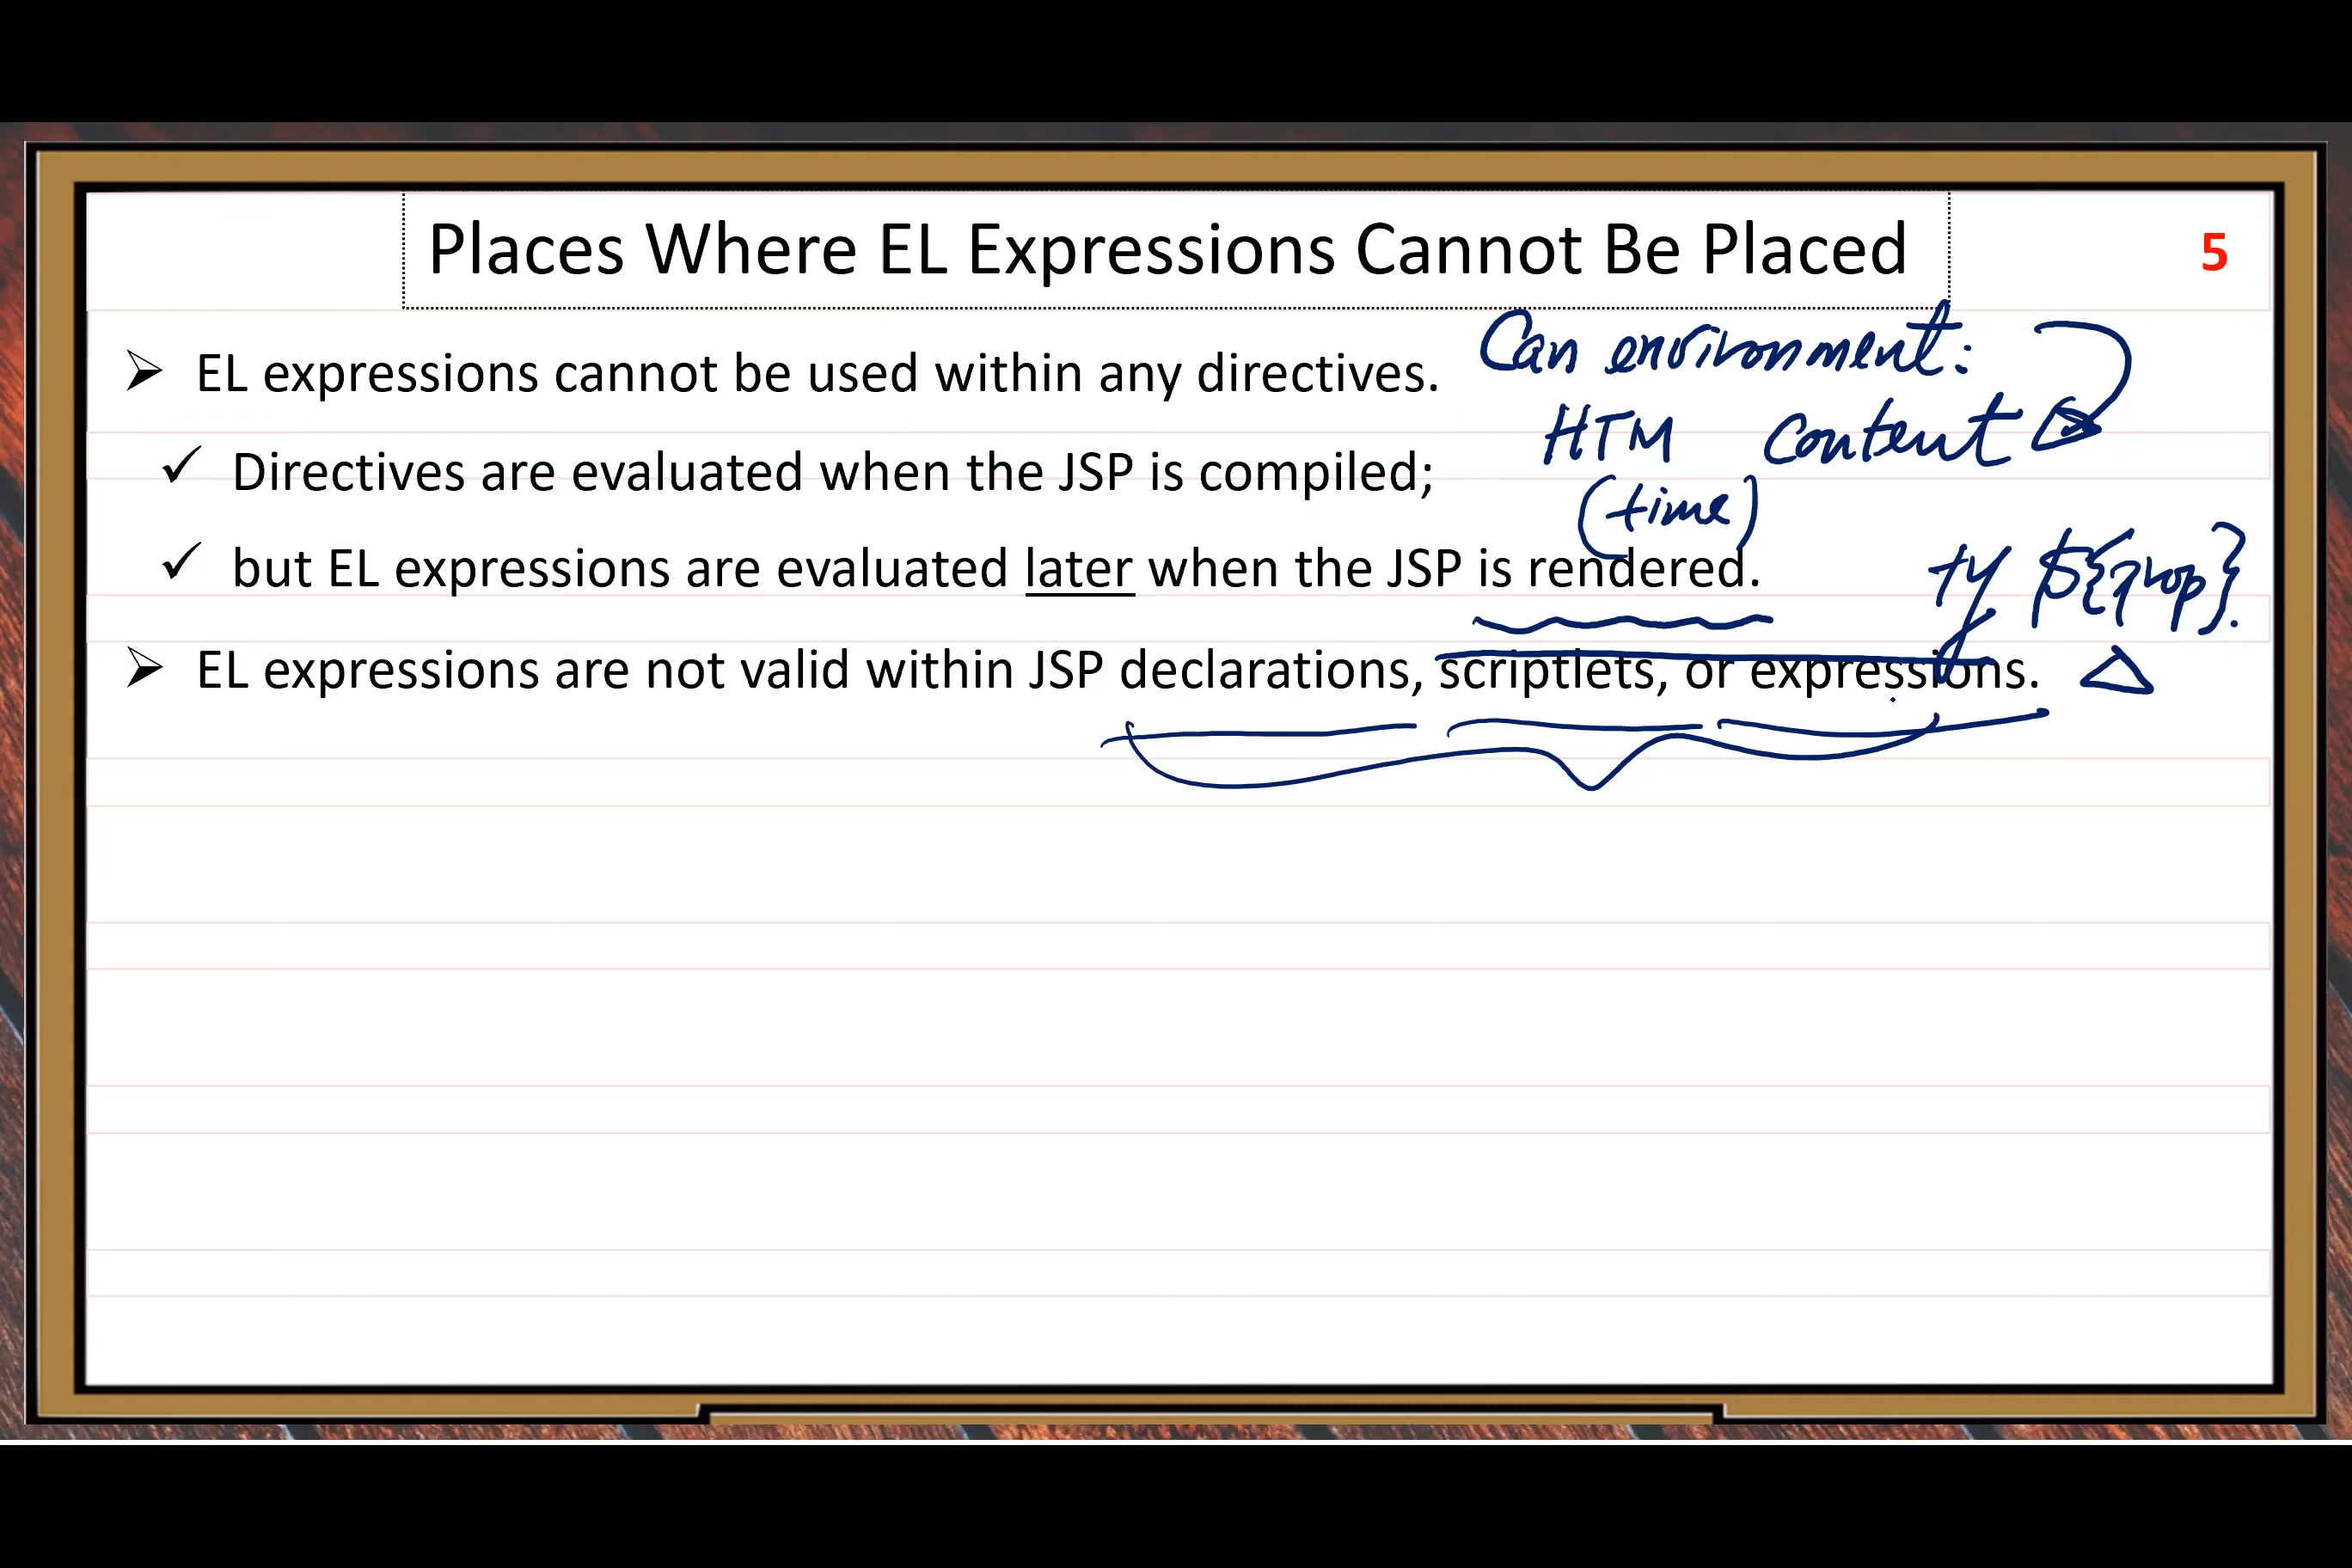 Places Where EL Expressions Cannot Be Placed
5
EL expressions cannot be used within any directives.
Can environment:
HTM content
Directives are evaluated when the JSP is compiled;
(time)
but EL expressions are evaluated later when the JSP is rendered.
${prop}.
EL expressions are not valid within JSP declarations, scriptlets, or expressions.